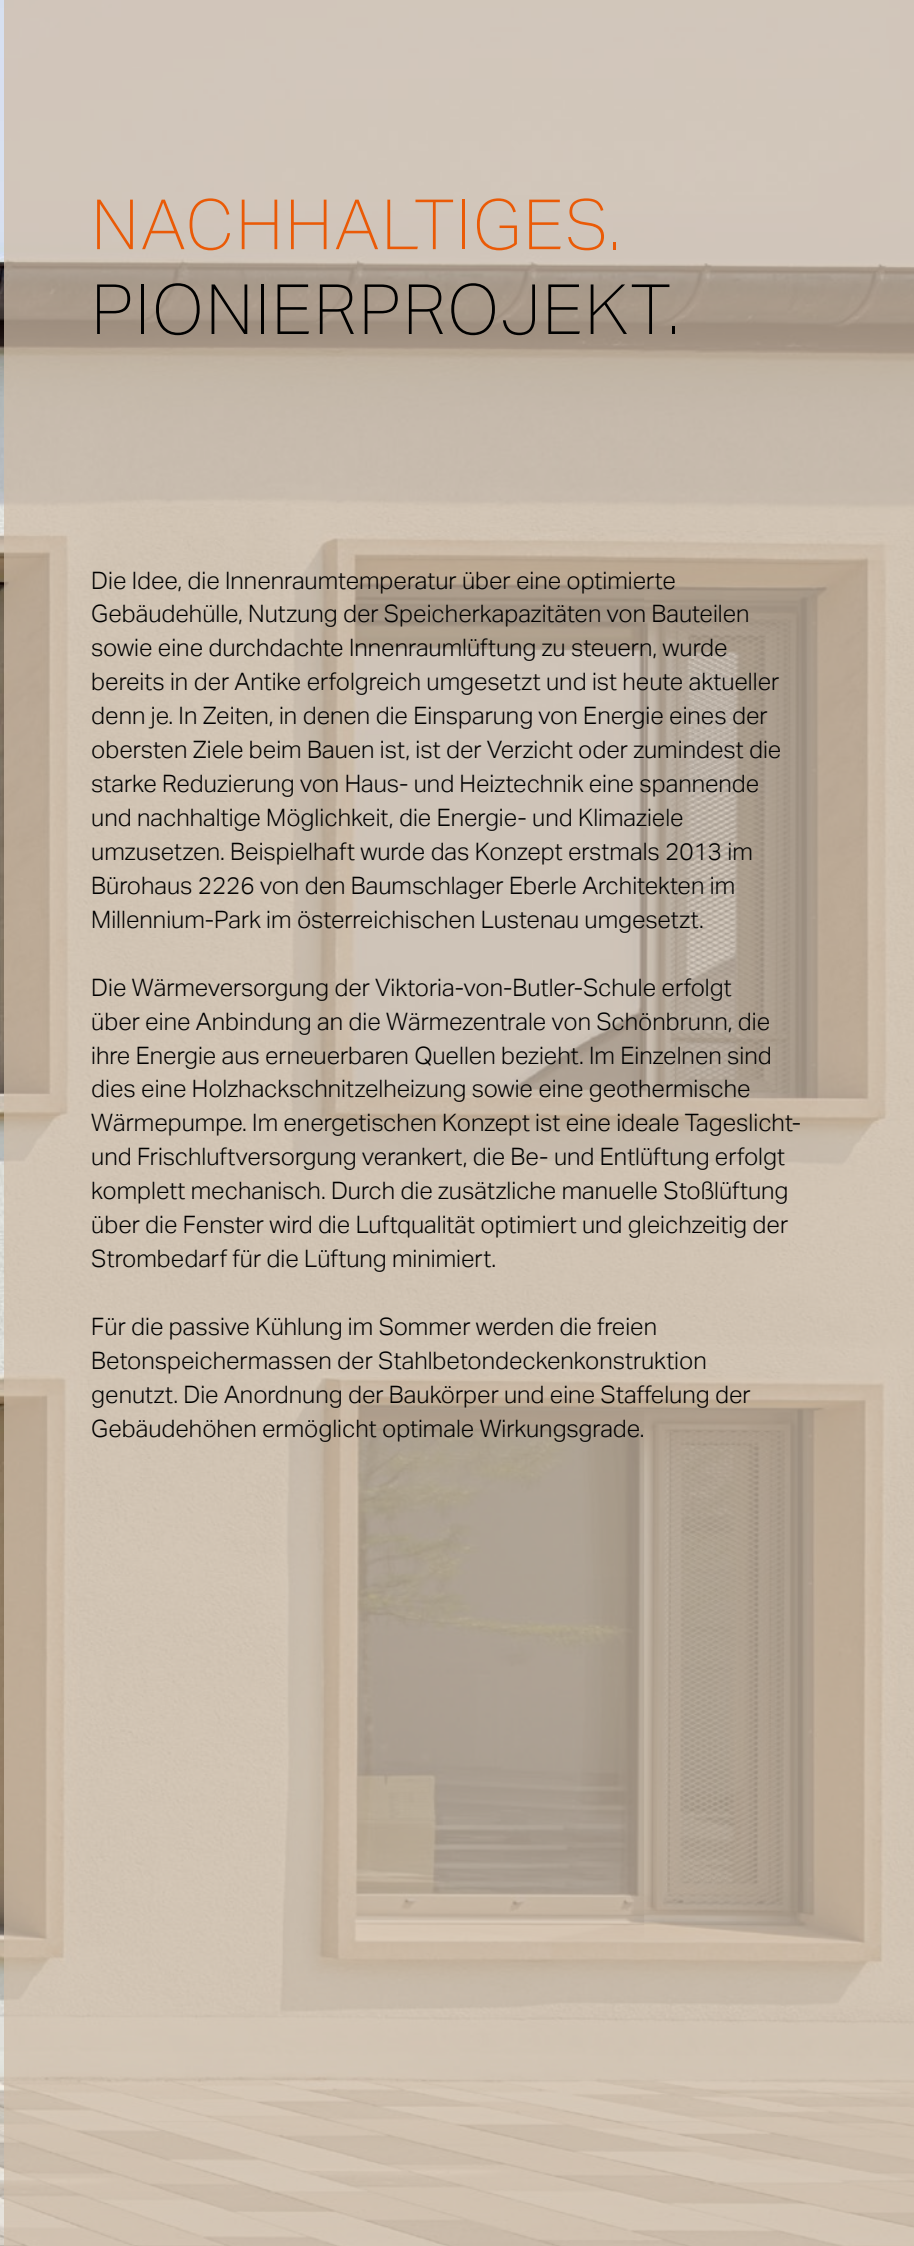 NACHHALTIGES.
PIONIERPROJEKT.
Die Idee, die Innenraumtemperatur über eine optimierte
Gebäudehülle, Nutzung der Speicherkapazitäten von Bauteilen
sowie eine durchdachte Innenraumlüftung zu steuern, wurde
bereits in der Antike erfolgreich umgesetzt und ist heute aktueller
denn je. In Zeiten, in denen die Einsparung von Energie eines der
obersten Ziele beim Bauen ist, ist der Verzicht oder zumindest die
starke Reduzierung von Haus- und Heiztechnik eine spannende
und nachhaltige Möglichkeit, die Energie- und Klimaziele
umzusetzen. Beispielhaft wurde das Konzept erstmals 2013 im
Bürohaus 2226 von den Baumschlager Eberle Architekten im
Millennium-Park im österreichischen Lustenau umgesetzt.
Die Wärmeversorgung der Viktoria-von-Butler-Schule erfolgt
über eine Anbindung an die Wärmezentrale von Schönbrunn, die
ihre Energie aus erneuerbaren Quellen bezieht. Im Einzelnen sind
dies eine Holzhackschnitzelheizung sowie eine geothermische
Wärmepumpe. Im energetischen Konzept ist eine ideale Tageslicht-
und Frischluftversorgung verankert, die Be- und Entlüftung erfolgt
komplett mechanisch. Durch die zusätzliche manuelle Stoßlüftung
über die Fenster wird die Luftqualität optimiert und gleichzeitig der
Strombedarf für die Lüftung minimiert.
Für die passive Kühlung im Sommer werden die freien
Betonspeichermassen der Stahlbetondeckenkonstruktion
genutzt. Die Anordnung der Baukörper und eine Staffelung der
Gebäudehöhen ermöglicht optimale Wirkungsgrade.